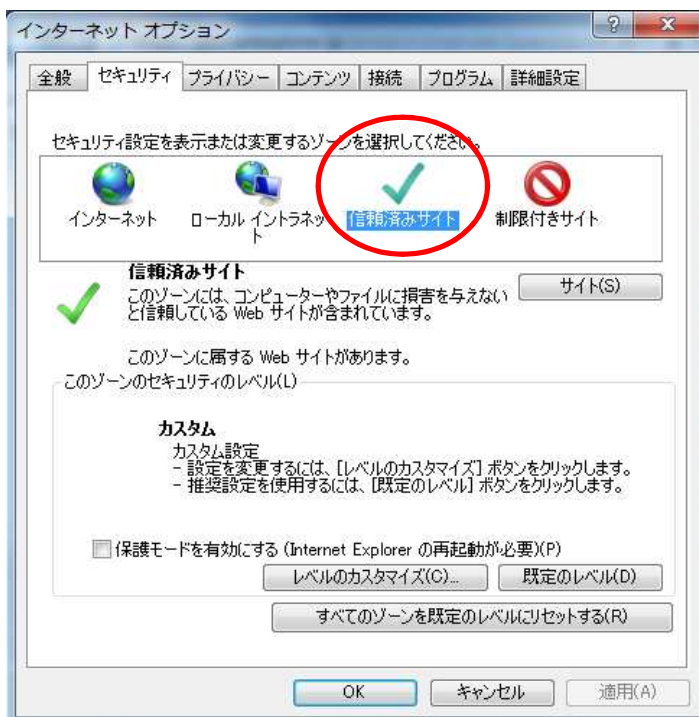 インターネット オプション
全般 セキュリティ プライバシー コンテンツ 接続 プログラム 詳細設定
セキュリティ設定を表示または変更するゾーンを選択してください。
インターネット
ローカル イントラネッ
ト
信頼済みサイト
制限付きサイト
信頼済みサイト
このゾーンには、コンピューターやファイルに損害を与えない
と信頼している Web サイトが含まれています。
サイト(S)
このゾーンに属する Web サイトがあります。
このゾーンのセキュリティのレベル(L)
カスタム
カスタム設定
- 設定を変更するには、[レベルのカスタマイズ] ボタンをクリックします。
- 推奨設定を使用するには、[既定のレベル] ボタンをクリックします。
保護モードを有効にする (Internet Explorer の再起動が必要)(P)
レベルのカスタマイズ(C)... 既定のレベル(D)
すべてのゾーンを既定のレベルにリセットする(R)
OK キャンセル 適用(A)